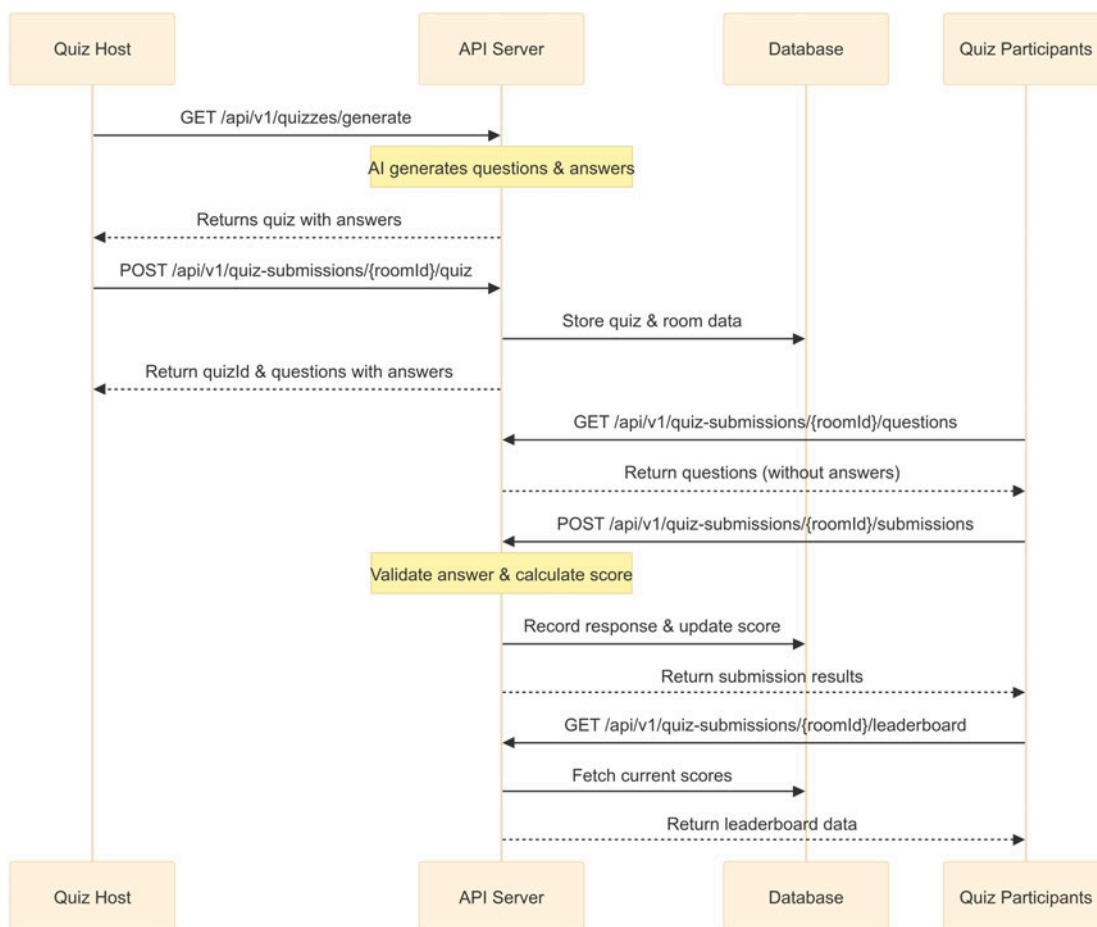 Quiz Host
API Server
Database
Quiz Participants
GET /api/v1/quizzes/generate
AI generates questions & answers
Returns quiz with answers
POST /api/v1/quiz-submissions/{roomId}/quiz
Store quiz & room data
Return quizId & questions with answers
GET /api/v1/quiz-submissions/{roomId}/questions
Return questions (without answers)
POST /api/v1/quiz-submissions/{roomId}/submissions
Validate answer & calculate score
Record response & update score
Return submission results
GET /api/v1/quiz-submissions/{roomId}/leaderboard
Fetch current scores
Return leaderboard data
Quiz Host
API Server
Database
Quiz Participants